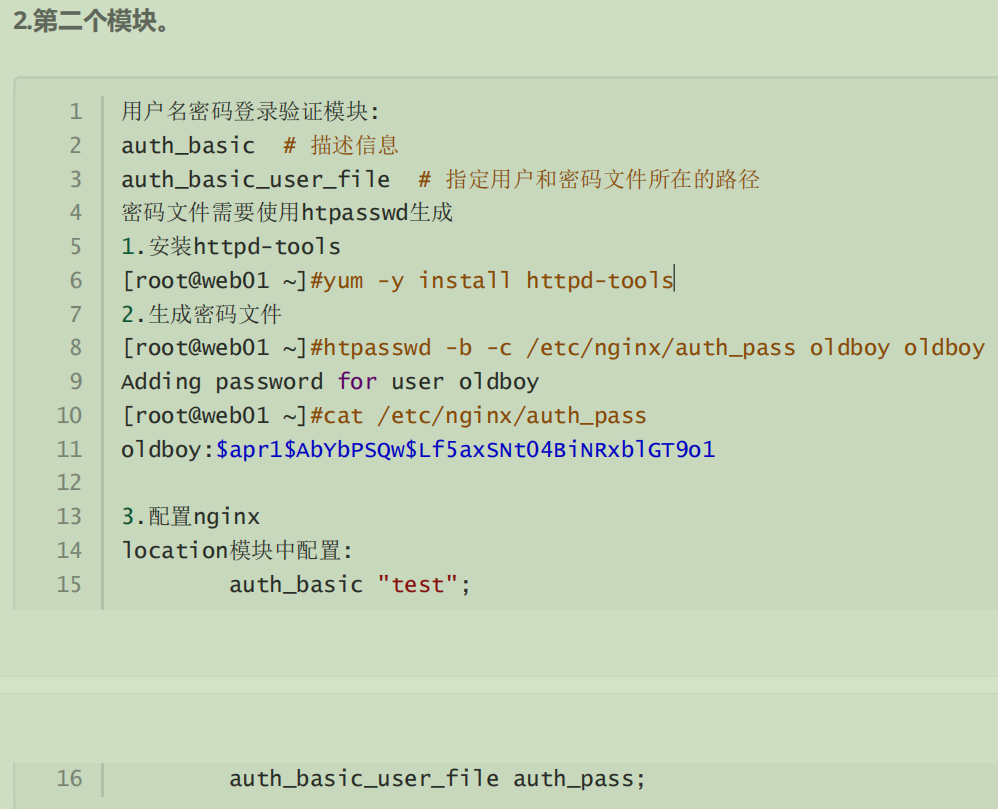 2.第二个模块。
1 用户名密码登录验证模块:
2 auth_basic # 描述信息
3 auth_basic_user_file # 指定用户和密码文件所在的路径
4 密码文件需要使用htpasswd生成
5 1.安装httpd-tools
6 [root@web01 ~]#yum -y install httpd-tools
7 2.生成密码文件
8 [root@web01 ~]#htpasswd -b -c /etc/nginx/auth_pass oldboy oldboy
9 Adding password for user oldboy
10 [root@web01 ~]#cat /etc/nginx/auth_pass
11 oldboy:$apr1$AbYbPSQw$Lf5axSNtO4BiNRxblGT9o1
12
13 3.配置nginx
14 location模块中配置:
15 auth_basic "test";
16 auth_basic_user_file auth_pass;